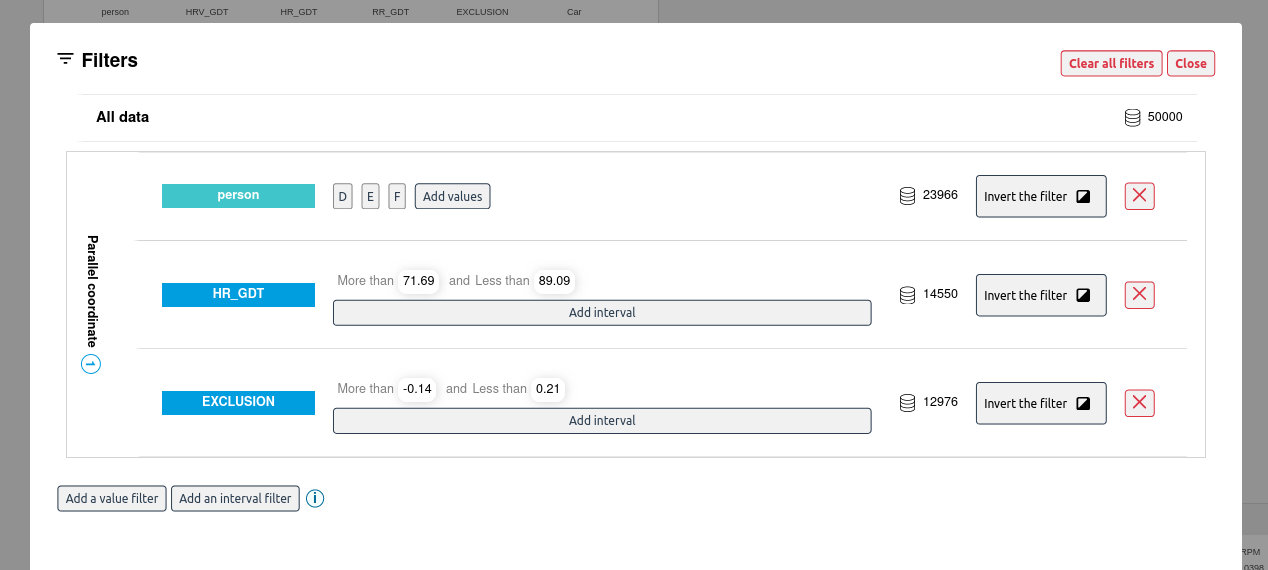 person HRV_GDT HR_GDT RR_GDT EXCLUSION Car
Filters
Clear all filters Close
All data 50000
person D E F Add values 23966 Invert the filter
Parallel coordinate 1
HR_GDT More than 71.69 and Less than 89.09 14550 Invert the filter
Add interval
EXCLUSION More than -0.14 and Less than 0.21 12976 Invert the filter
Add interval
Add a value filter Add an interval filter i
RPM
0398